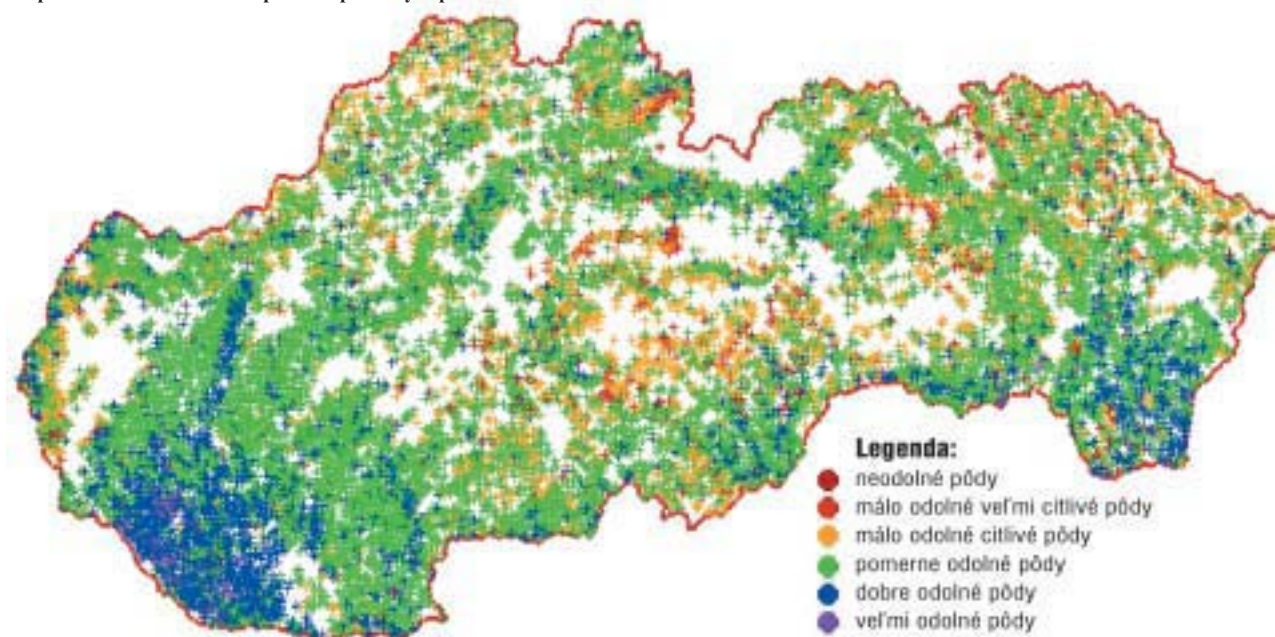 Legenda:
neodolné pôdy
málo odolné veľmi citlivé pôdy
málo odolné citlivé pôdy
pomerne odolné pôdy
dobre odolné pôdy
veľmi odolné pôdy